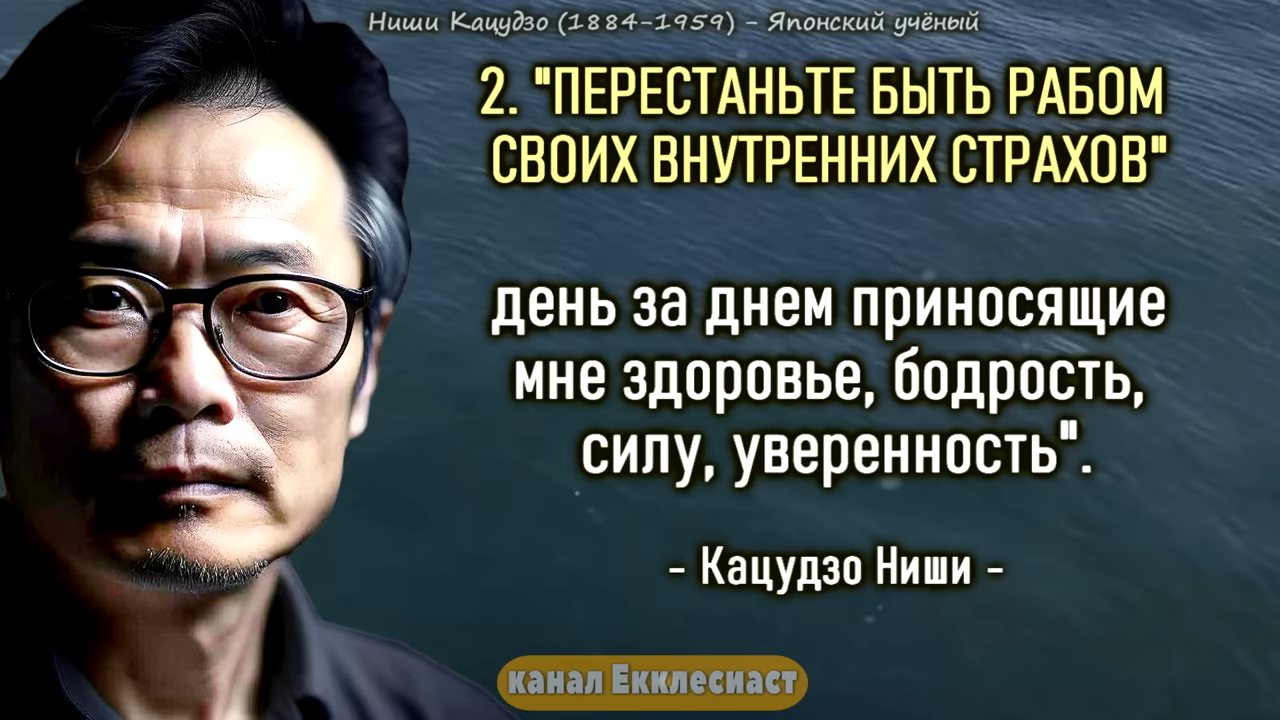 Ниши Кацудзо (1884-1959) - Японский учёный
2. "ПЕРЕСТАНЬТЕ БЫТЬ РАБОМ
СВОИХ ВНУТРЕННИХ СТРАХОВ"
день за днем приносящие
мне здоровье, бодрость,
силу, уверенность".
- Кацудзо Ниши -
канал Екклесиаст